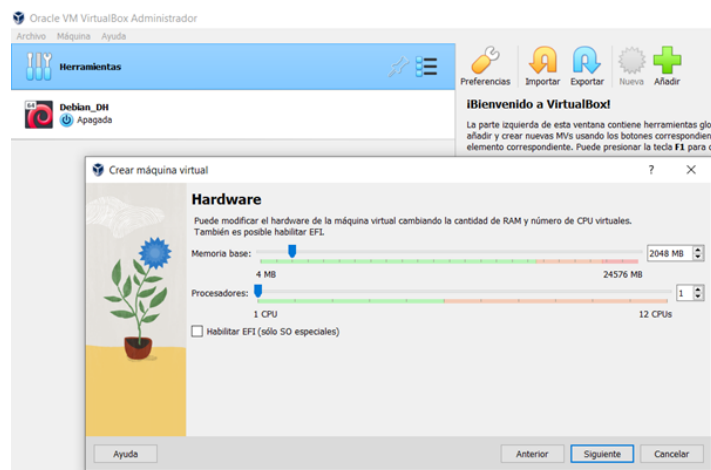 Oracle VM VirtualBox Administrador
Archivo Máquina Ayuda
Herramientas
Preferencias Importar Exportar Nueva Añadir
64
Debian_DH
Apagada
¡Bienvenido a VirtualBox!
La parte izquierda de esta ventana contiene herramientas glo
añadir y crear nuevas MVs usando los botones correspondien
elemento correspondiente. Puede presionar la tecla F1 para
Crear máquina virtual
? ×
Hardware
Puede modificar el hardware de la máquina virtual cambiando la cantidad de RAM y número de CPU virtuales.
También es posible habilitar EFI.
Memoria base: 2048 MB
4 MB 24576 MB
Procesadores: 1
1 CPU 12 CPUs
Habilitar EFI (sólo SO especiales)
Ayuda Anterior Siguiente Cancelar